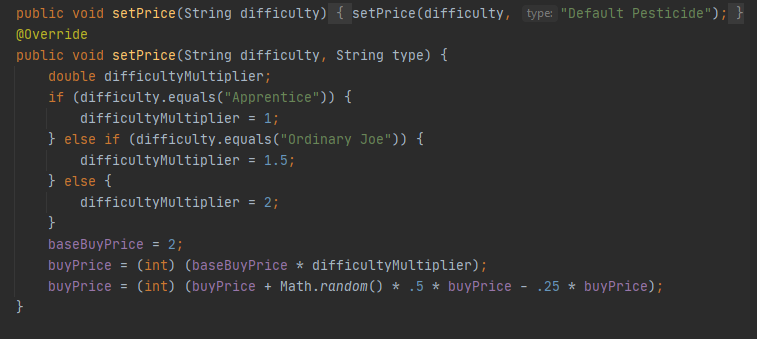 public void setPrice(String difficulty) { setPrice(difficulty, type: "Default Pesticide"); }
@Override
public void setPrice(String difficulty, String type) {
    double difficultyMultiplier;
    if (difficulty.equals("Apprentice")) {
        difficultyMultiplier = 1;
    } else if (difficulty.equals("Ordinary Joe")) {
        difficultyMultiplier = 1.5;
    } else {
        difficultyMultiplier = 2;
    }
    baseBuyPrice = 2;
    buyPrice = (int) (baseBuyPrice * difficultyMultiplier);
    buyPrice = (int) (buyPrice + Math.random() * .5 * buyPrice - .25 * buyPrice);
}